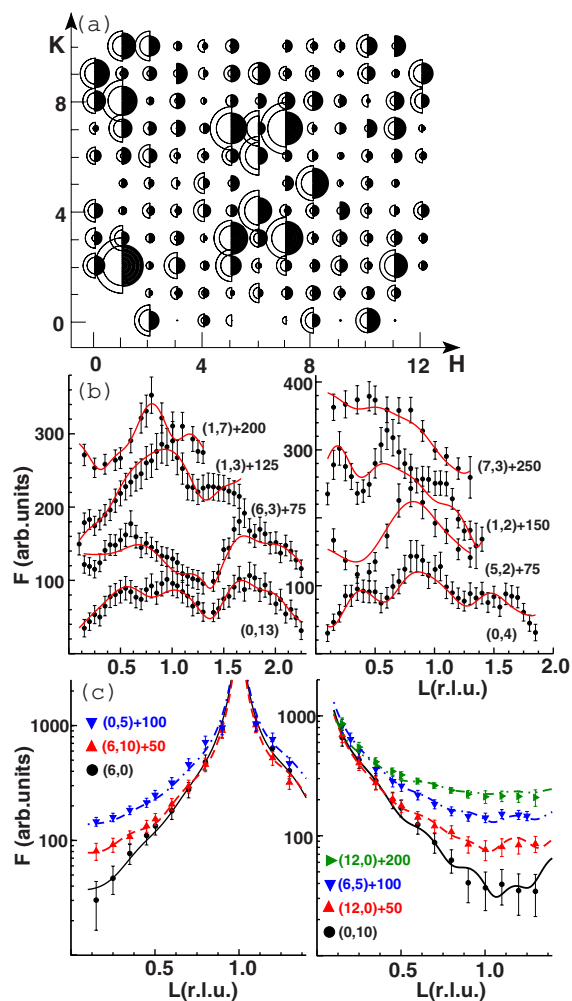 (a)
K
8
4
0
0 4 8 12 H
(b)
F (arb.units)
300
200
100
(1,7)+200
(1,3)+125
(6,3)+75
(0,13)
0.5 1.0 1.5 2.0
400
300
100
(7,3)+250
(1,2)+150
(5,2)+75
(0,4)
0.5 1.0 1.5 2.0
L(r.l.u.)
(c)
F (arb.units)
1000
100
(0,5)+100
(6,10)+50
(6,0)
0.5 1.0
L(r.l.u.)
1000
100
(12,0)+200
(6,5)+100
(12,0)+50
(0,10)
0.5 1.0
L(r.l.u.)